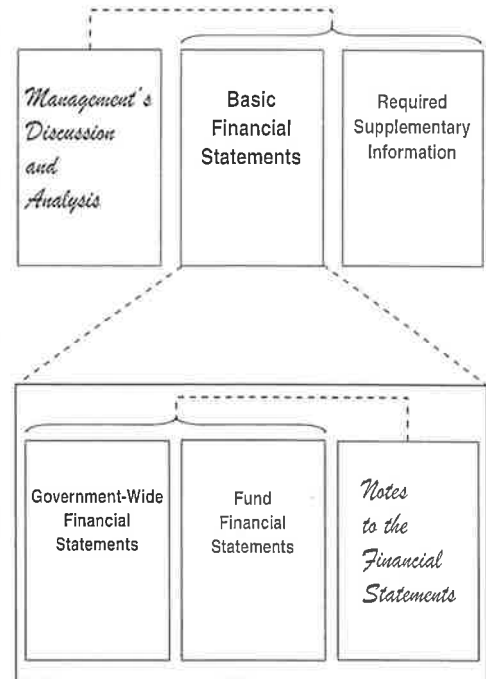 Management's
Discussion
and
Analysis
Basic
Financial
Statements
Required
Supplementary
Information
Government-Wide
Financial
Statements
Fund
Financial
Statements
Notes
to the
Financial
Statements